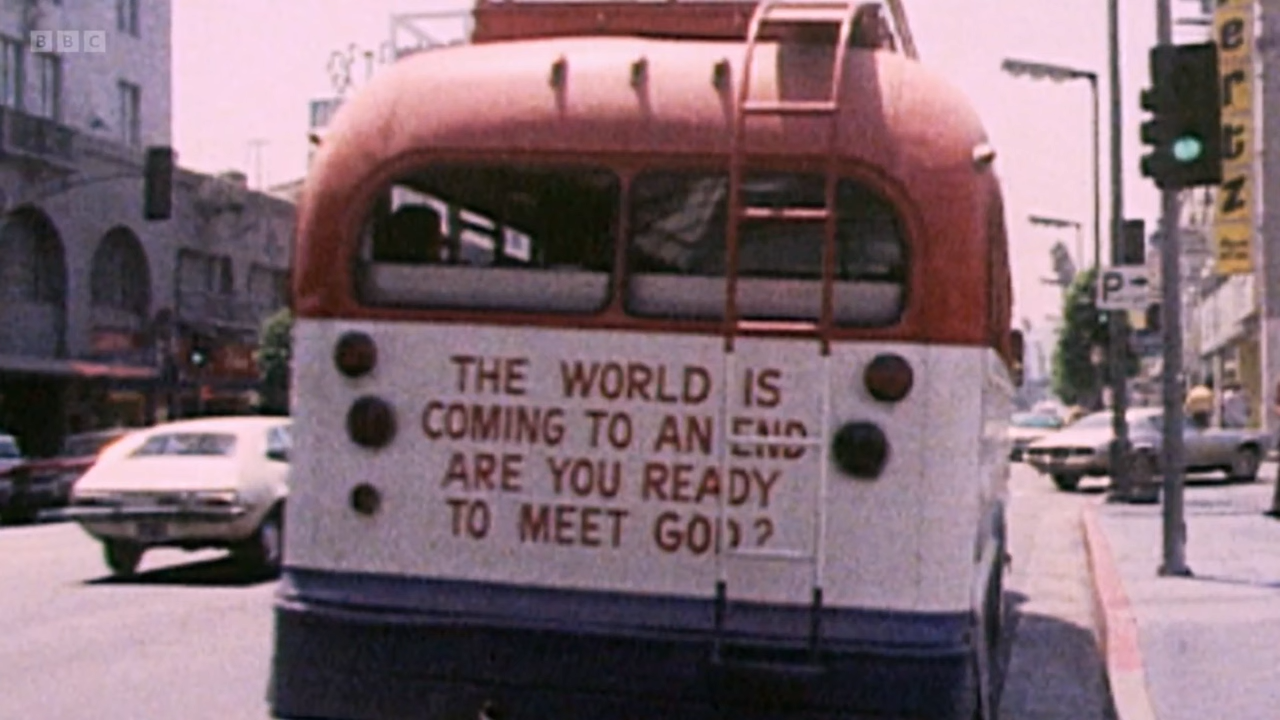 BBC
THE WORLD IS
COMING TO AN END
ARE YOU READY
TO MEET GOD?
P
ertz